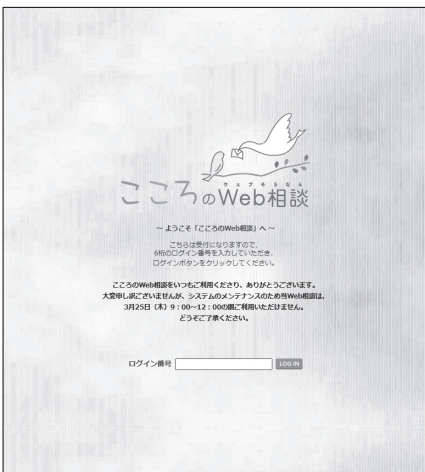 ウェブそうだん
こころのWeb相談
～ ようこそ「こころのWeb相談」へ ～
こちらは受付になりますので、
6桁のログイン番号を入力していただき、
ログインボタンをクリックしてください。
こころのWeb相談をいつもご利用くださり、ありがとうございます。
大変申し訳ございませんが、システムのメンテナンスのため当Web相談は、
3月25日（木）9：00～12：00の間ご利用いただけません。
どうぞご了承ください。
ログイン番号 LOG IN